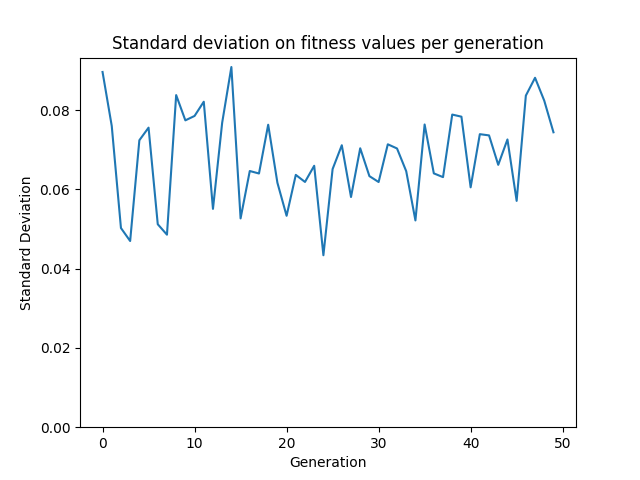 Standard deviation on fitness values per generation
Standard Deviation
0.08
0.06
0.04
0.02
0.00
0 10 20 30 40 50
Generation